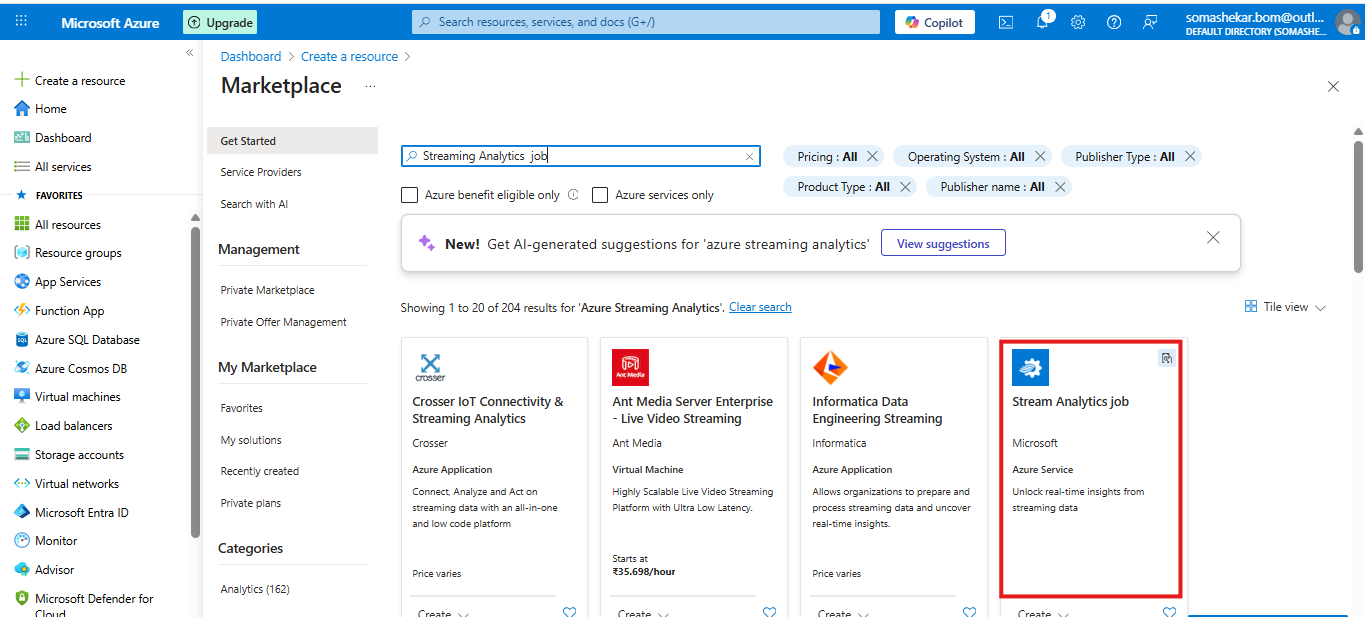 Microsoft Azure
Upgrade
Search resources, services, and docs (G+/)
Copilot
1
somashekar.bom@outl...
DEFAULT DIRECTORY (SOMASHE...
Create a resource
Home
Dashboard
All services
FAVORITES
All resources
Resource groups
App Services
Function App
Azure SQL Database
Azure Cosmos DB
Virtual machines
Load balancers
Storage accounts
Virtual networks
Microsoft Entra ID
Monitor
Advisor
Microsoft Defender for
Cloud
Dashboard > Create a resource >
Marketplace ...
Get Started
Service Providers
Search with AI
Management
Private Marketplace
Private Offer Management
My Marketplace
Favorites
My solutions
Recently created
Private plans
Categories
Analytics (162)
Streaming Analytics  job
Pricing : All
Operating System : All
Publisher Type : All
Product Type : All
Publisher name : All
Azure benefit eligible only
Azure services only
New! Get AI-generated suggestions for 'azure streaming analytics'
View suggestions
Showing 1 to 20 of 204 results for 'Azure Streaming Analytics'. Clear search
Tile view
crosser
Crosser IoT Connectivity &
Streaming Analytics
Crosser
Azure Application
Connect, Analyze and Act on
streaming data with an all-in-one
and low code platform
Price varies
Create
Ant Media
Ant Media Server Enterprise
- Live Video Streaming
Ant Media
Virtual Machine
Highly Scalable Live Video Streaming
Platform with Ultra Low Latency.
Starts at
₹35.698/hour
Create
Informatica Data
Engineering Streaming
Informatica
Azure Application
Allows organizations to prepare and
process streaming data and uncover
real-time insights.
Price varies
Create
Stream Analytics job
Microsoft
Azure Service
Unlock real-time insights from
streaming data
Create